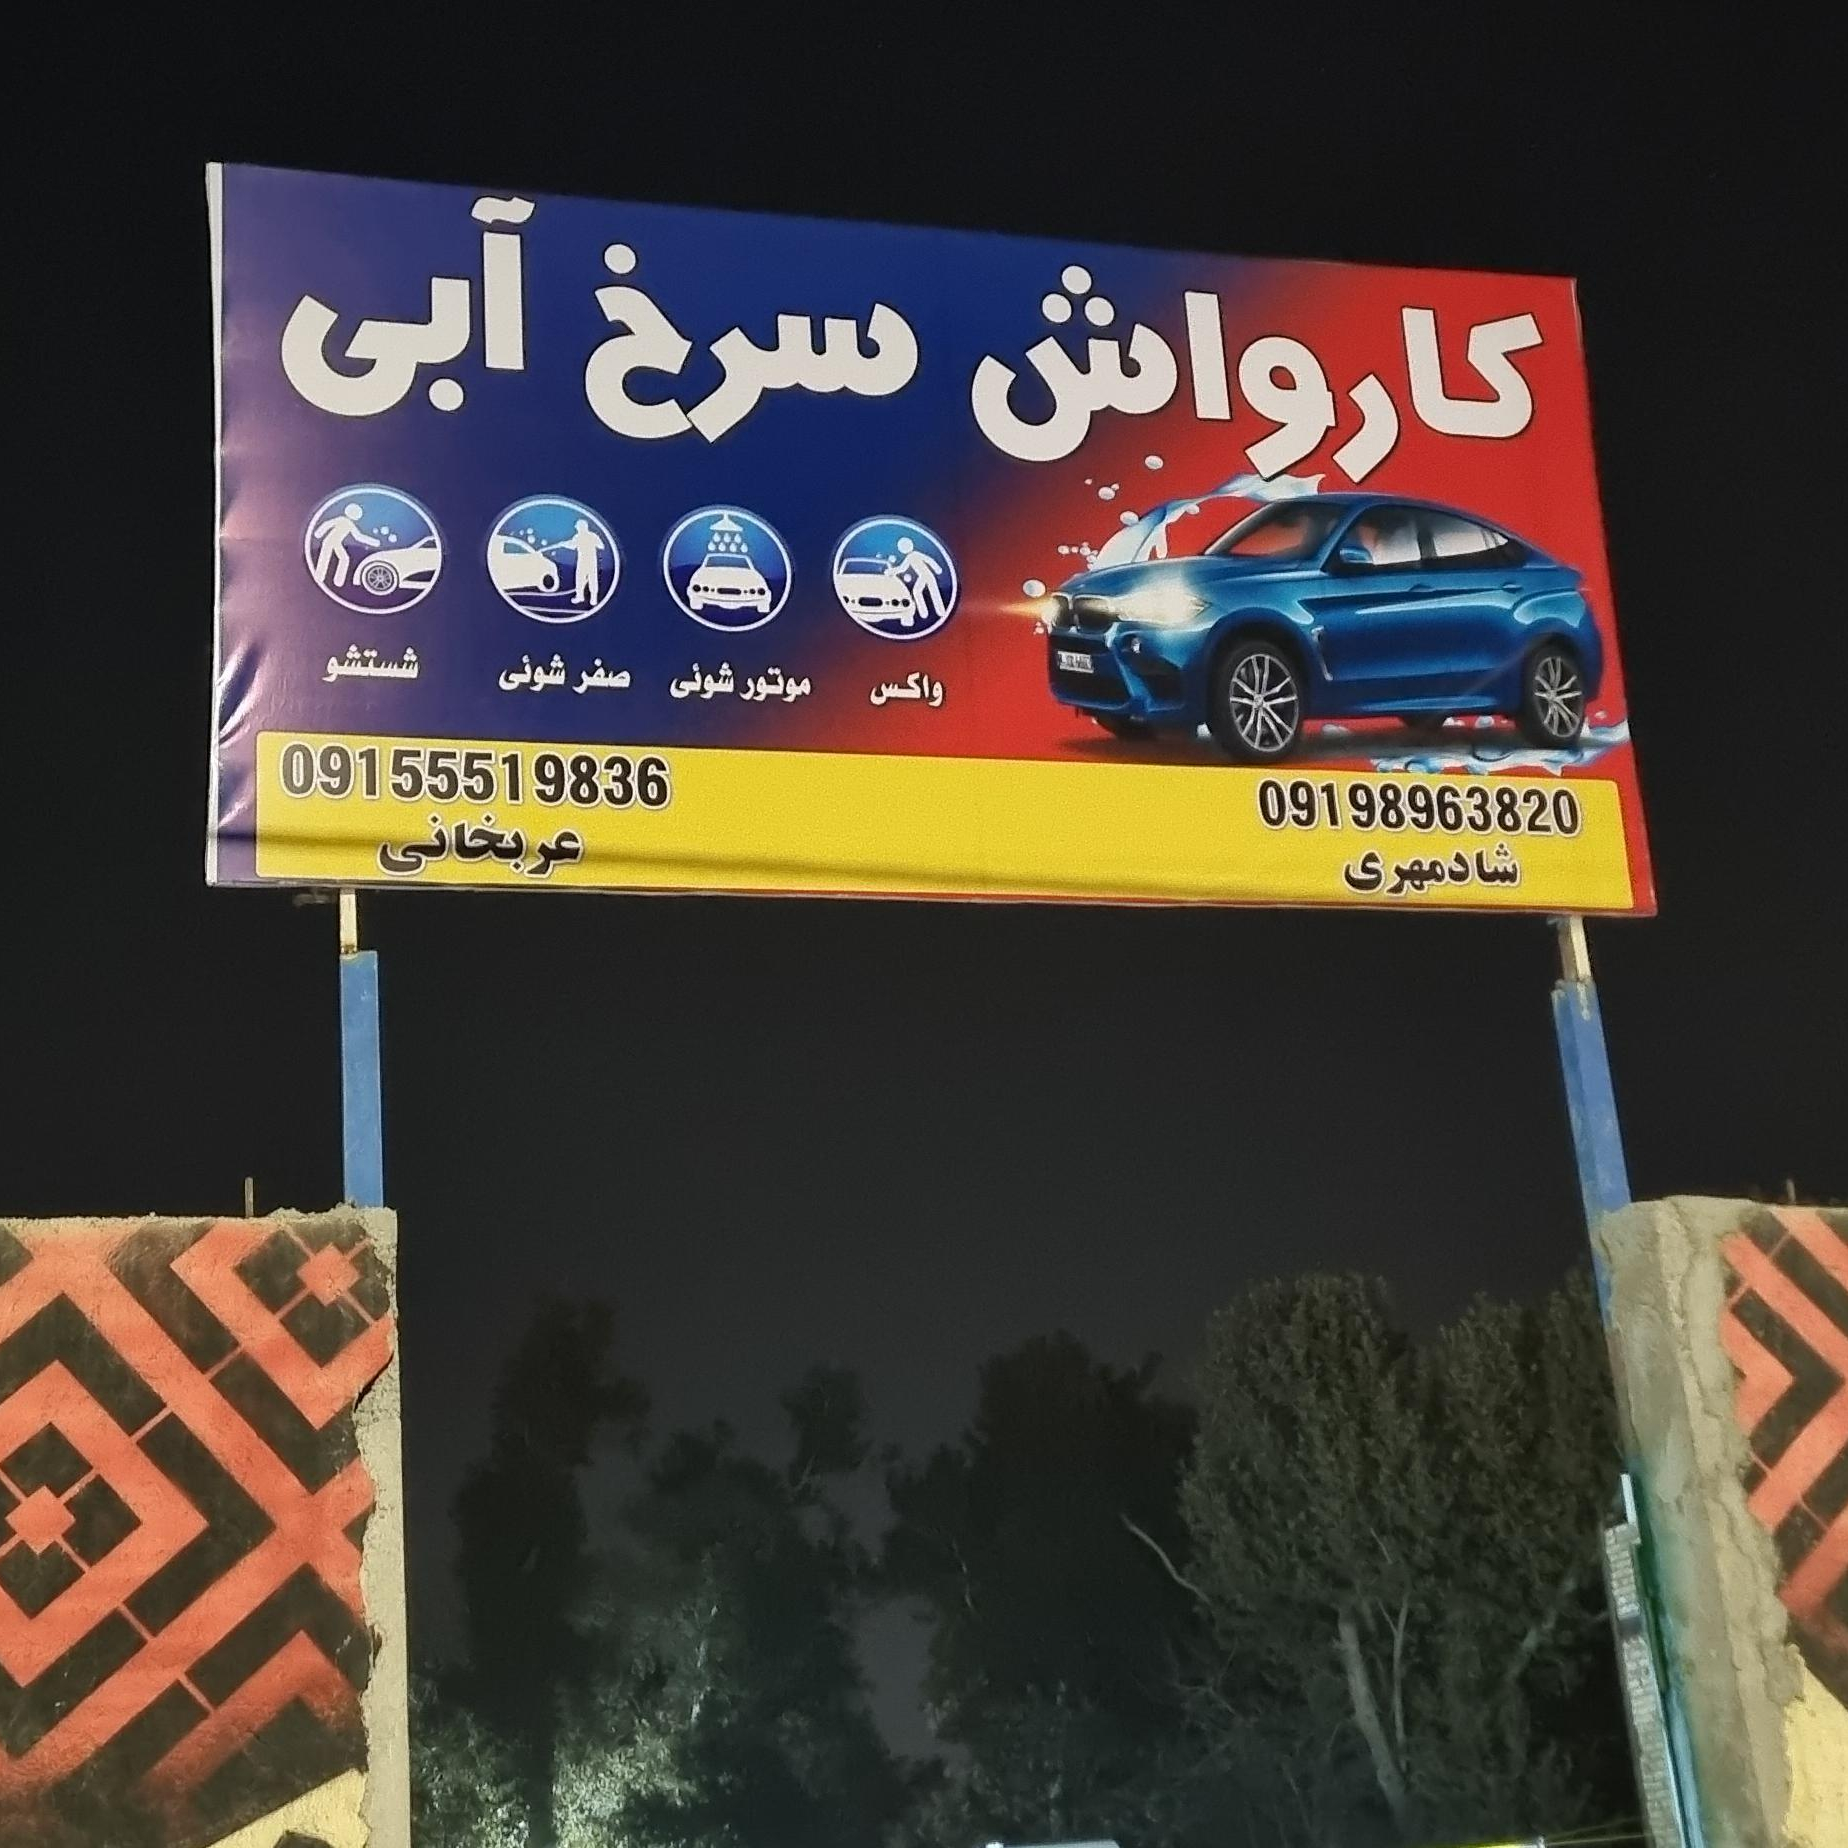 کارواش سرخ آبی
واکس
موتور شوئی
صفر شوئی
شستشو
09198963820
شادمهری
09155519836
عربخانی